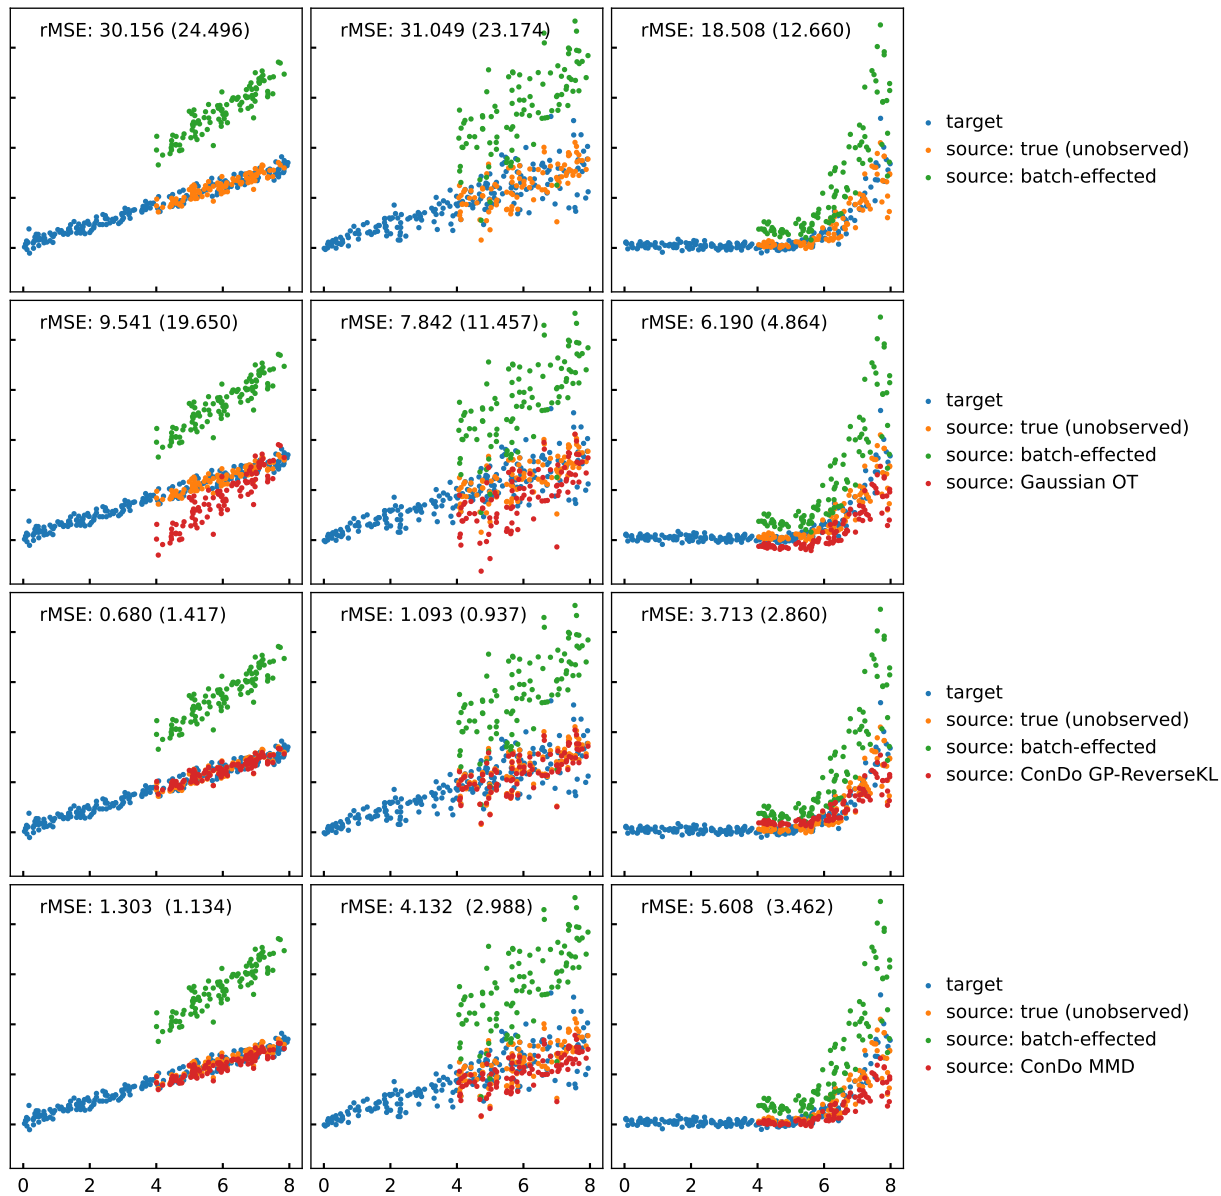 rMSE: 30.156 (24.496)
rMSE: 31.049 (23.174)
rMSE: 18.508 (12.660)
target
source: true (unobserved)
source: batch-effected
rMSE: 9.541 (19.650)
rMSE: 7.842 (11.457)
rMSE: 6.190 (4.864)
target
source: true (unobserved)
source: batch-effected
source: Gaussian OT
rMSE: 0.680 (1.417)
rMSE: 1.093 (0.937)
rMSE: 3.713 (2.860)
target
source: true (unobserved)
source: batch-effected
source: ConDo GP-ReverseKL
rMSE: 1.303  (1.134)
rMSE: 4.132  (2.988)
rMSE: 5.608  (3.462)
target
source: true (unobserved)
source: batch-effected
source: ConDo MMD
0 2 4 6 8
0 2 4 6 8
0 2 4 6 8